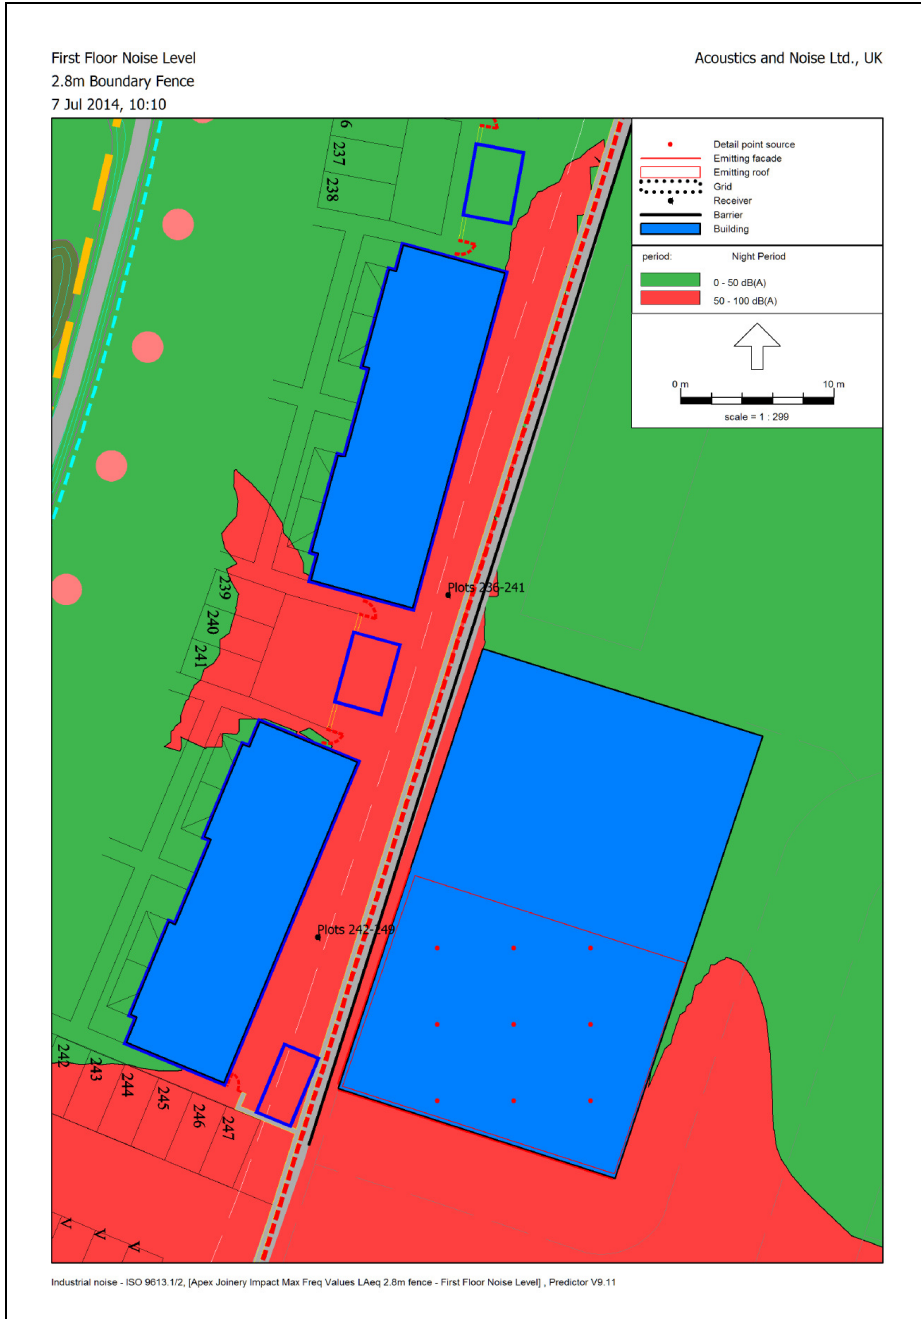 First Floor Noise Level
Acoustics and Noise Ltd., UK
2.8m Boundary Fence
7 Jul 2014, 10:10
Detail point source
Emitting facade
Emitting roof
Grid
Receiver
Barrier
Building
period:
Night Period
0 - 50 dB(A)
50 - 100 dB(A)
0 m
10 m
scale = 1 : 299
6
237
238
239
240
241
Plots 236-241
Plots 242-249
242
243
244
245
246
247
V
V
V
Industrial noise - ISO 9613.1/2, [Apex Joinery Impact Max Freq Values LAeq 2.8m fence - First Floor Noise Level] , Predictor V9.11